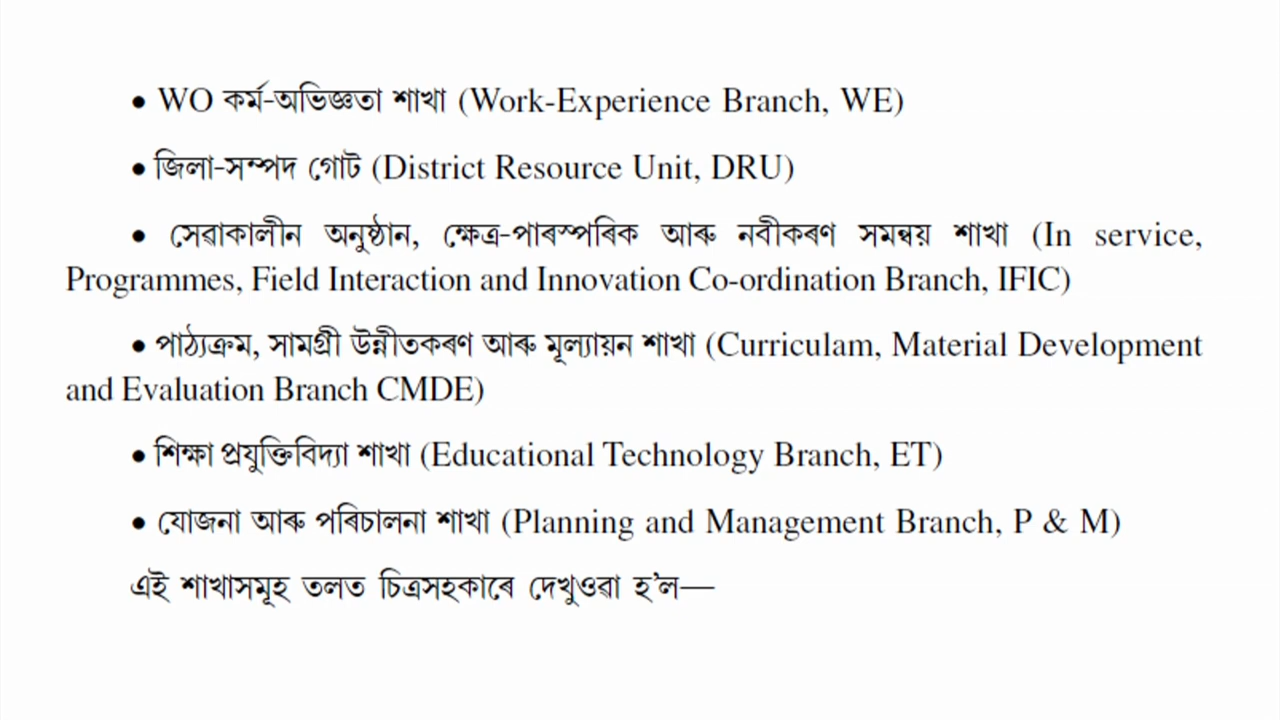 • WO কৰ্ম-অভিজ্ঞতা শাখা (Work-Experience Branch, WE)
• জিলা-সম্পদ গোট (District Resource Unit, DRU)
• সেৱাকালীন অনুষ্ঠান, ক্ষেত্ৰ-পাৰস্পৰিক আৰু নবীকৰণ সমন্বয় শাখা (In service,
Programmes, Field Interaction and Innovation Co-ordination Branch, IFIC)
• পাঠ্যক্ৰম, সামগ্ৰী উন্নীতকৰণ আৰু মূল্যায়ন শাখা (Curriculam, Material Development
and Evaluation Branch CMDE)
• শিক্ষা প্ৰযুক্তিবিদ্যা শাখা (Educational Technology Branch, ET)
• যোজনা আৰু পৰিচালনা শাখা (Planning and Management Branch, P & M)
এই শাখাসমূহ তলত চিত্ৰসহকাৰে দেখুওৱা হ’ল—